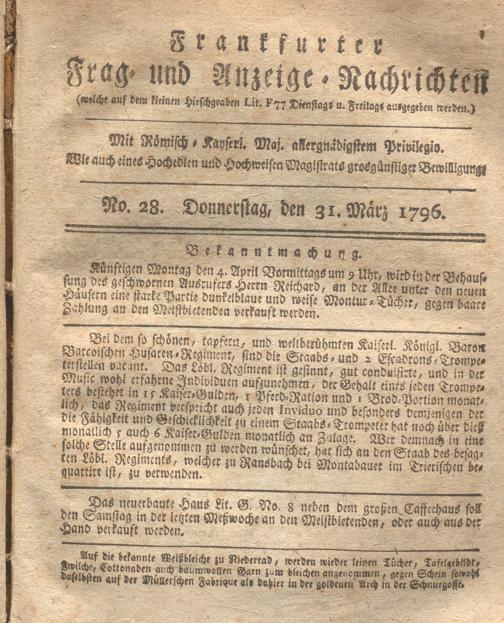 Frankfurter
Frag- und Anzeige-Nachrichten
(welche auf dem kleinen Hirschgraben Lit. F 77 Dienstags u. Freitags ausgegeben werden.)
Mit Römisch-Kayserl. Maj. allergnädigstem Privilegio.
Wie auch eines Hochedlen und Hochweisen Magistrats grosgünstiger Bewilligung.
No. 28. Donnerstag, den 31. März 1796.
Bekanntmachung.
Künftigen Montag den 4. April Vormittags um 9 Uhr, wird in der Behau-
sung des geschwornen Ausrufers Herrn Reichard, an der Allee unter den neuen
Häusern eine starke Partie dunkelblaue und weise Montur-Tücher, gegen baare
Zahlung an den Meistbietenden verkauft werden.
Bei dem so schönen, tapfern, und weltberühmten Kaiserl. Königl. Baron
Barcoischen Husaren-Regiment, sind die Staabs- und 2 Escadrons-Trompe-
terstellen vacant. Das Löbl. Regiment ist gesinnt, gut conduisirte, und in der
Music wohl erfahrne Individuen aufzunehmen, der Gehalt eines jeden Trompe-
ters bestehet in 15 Kaiser-Gulden, 1 Pferd-Ration und 1 Brod-Portion monat-
lich, das Regiment verspricht auch jeden Inviduo und besonders demjenigen der
die Fähigkeit und Geschicklichkeit zu einem Staabs-Trompeter hat noch über dieß
monatlich 5 auch 6 Kaiser-Gulden monatlich an Zulage. Wer demnach in eine
solche Stelle aufgenommen zu werden wünschet, hat sich an den Staab des besag-
ten Löbl. Regiments, welcher zu Ransbach bei Montabauer im Trierischen be-
quartirt ist, zu verwenden.
Das neuerbaute Haus Lit. G. No. 8 neben dem großen Caffeehaus soll
den Samstag in der letzten Meßwoche an den Meistbietenden, oder auch aus der
Hand verkauft werden.
Auf die bekannte Weißbleiche zu Niederrad, werden wieder leinen Tücher, Tafelgebild,
Zwilche, Cottonaden auch baumwollen Garn zum bleichen angenommen, gegen Schein sowohl
daselbsten auf der Müllerschen Fabrique als dahier in der goldenen Arch in der Schnurgasse.